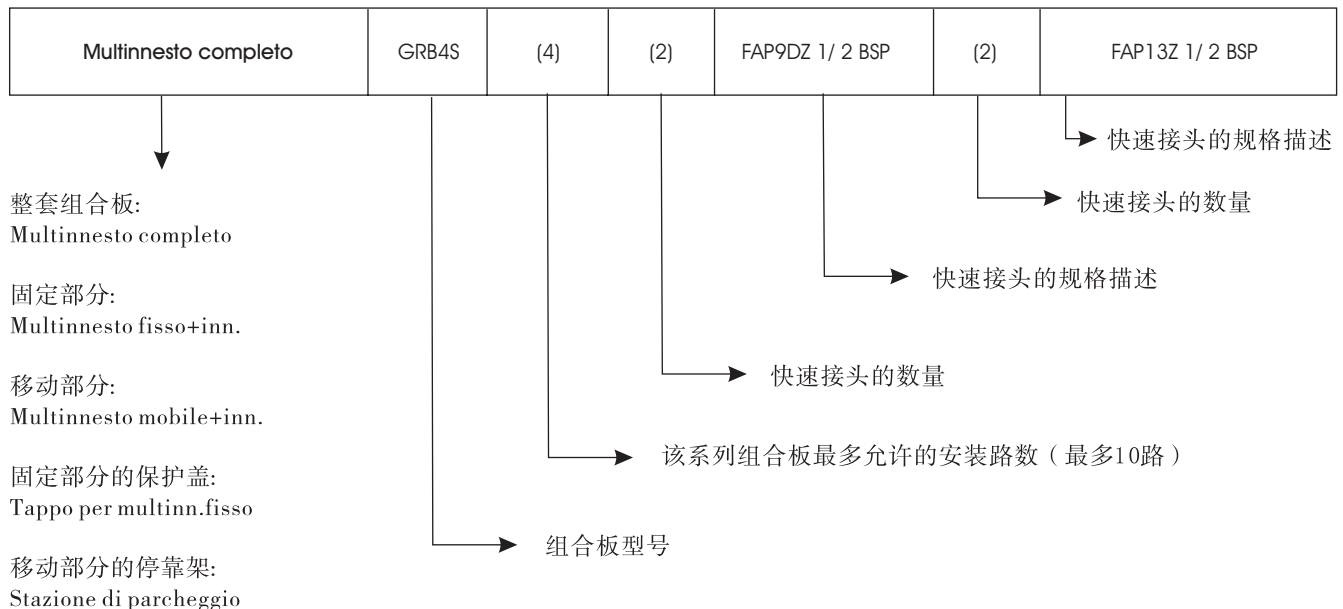 Multinnesto completo GRB4S (4) (2) FAP9DZ 1/ 2 BSP (2) FAP13Z 1/ 2 BSP
快速接头的规格描述
整套组合板:
快速接头的数量
Multinnesto completo
快速接头的规格描述
固定部分:
Multinnesto fisso+inn.
移动部分:
快速接头的数量
Multinnesto mobile+inn.
该系列组合板最多允许的安装路数（最多10路）
固定部分的保护盖:
Tappo per multinn.fisso
组合板型号
移动部分的停靠架:
Stazione di parcheggio